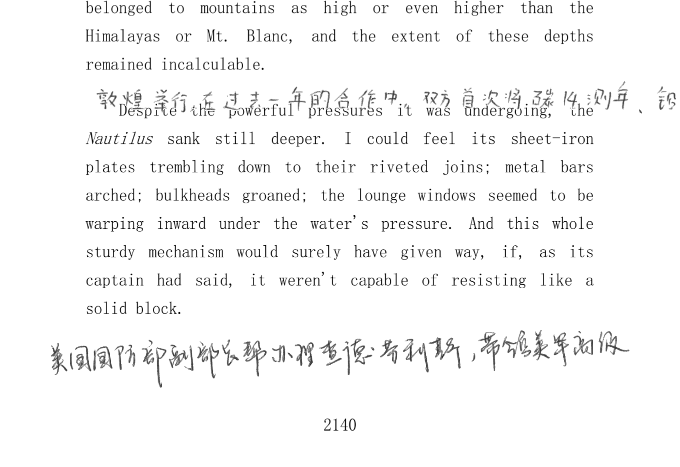 belonged to mountains as high or even higher than the
Himalayas or Mt. Blanc, and the extent of these depths
remained incalculable.
敦煌举行,在过去一年的合作中,双方首次将碳14测年、铀
Despite the powerful pressures it was undergoing, the
Nautilus sank still deeper. I could feel its sheet-iron
plates trembling down to their riveted joins; metal bars
arched; bulkheads groaned; the lounge windows seemed to be
warping inward under the water's pressure. And this whole
sturdy mechanism would surely have given way, if, as its
captain had said, it weren't capable of resisting like a
solid block.
美国国防部副部长帮办理查德·劳利斯,带领美军高级
2140